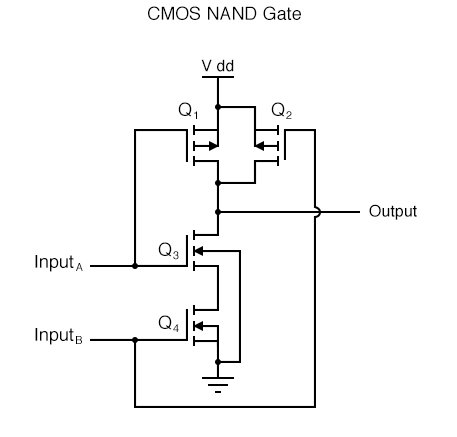 CMOS NAND Gate
V dd
Q1 Q2
Output
Q3
InputA
Q4
InputB